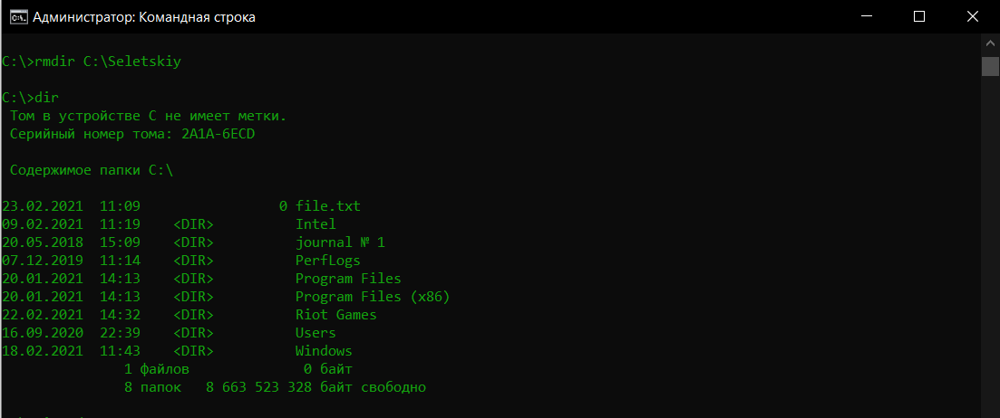 Администратор: Командная строка
C:\>rmdir C:\Seletskiy
C:\>dir
Том в устройстве C не имеет метки.
Серийный номер тома: 2A1A-6ECD
Содержимое папки C:\
23.02.2021 11:09 0 file.txt
09.02.2021 11:19 <DIR> Intel
20.05.2018 15:09 <DIR> journal № 1
07.12.2019 11:14 <DIR> PerfLogs
20.01.2021 14:13 <DIR> Program Files
20.01.2021 14:13 <DIR> Program Files (x86)
22.02.2021 14:32 <DIR> Riot Games
16.09.2020 22:39 <DIR> Users
18.02.2021 11:43 <DIR> Windows
1 файлов 0 байт
8 папок 8 663 523 328 байт свободно